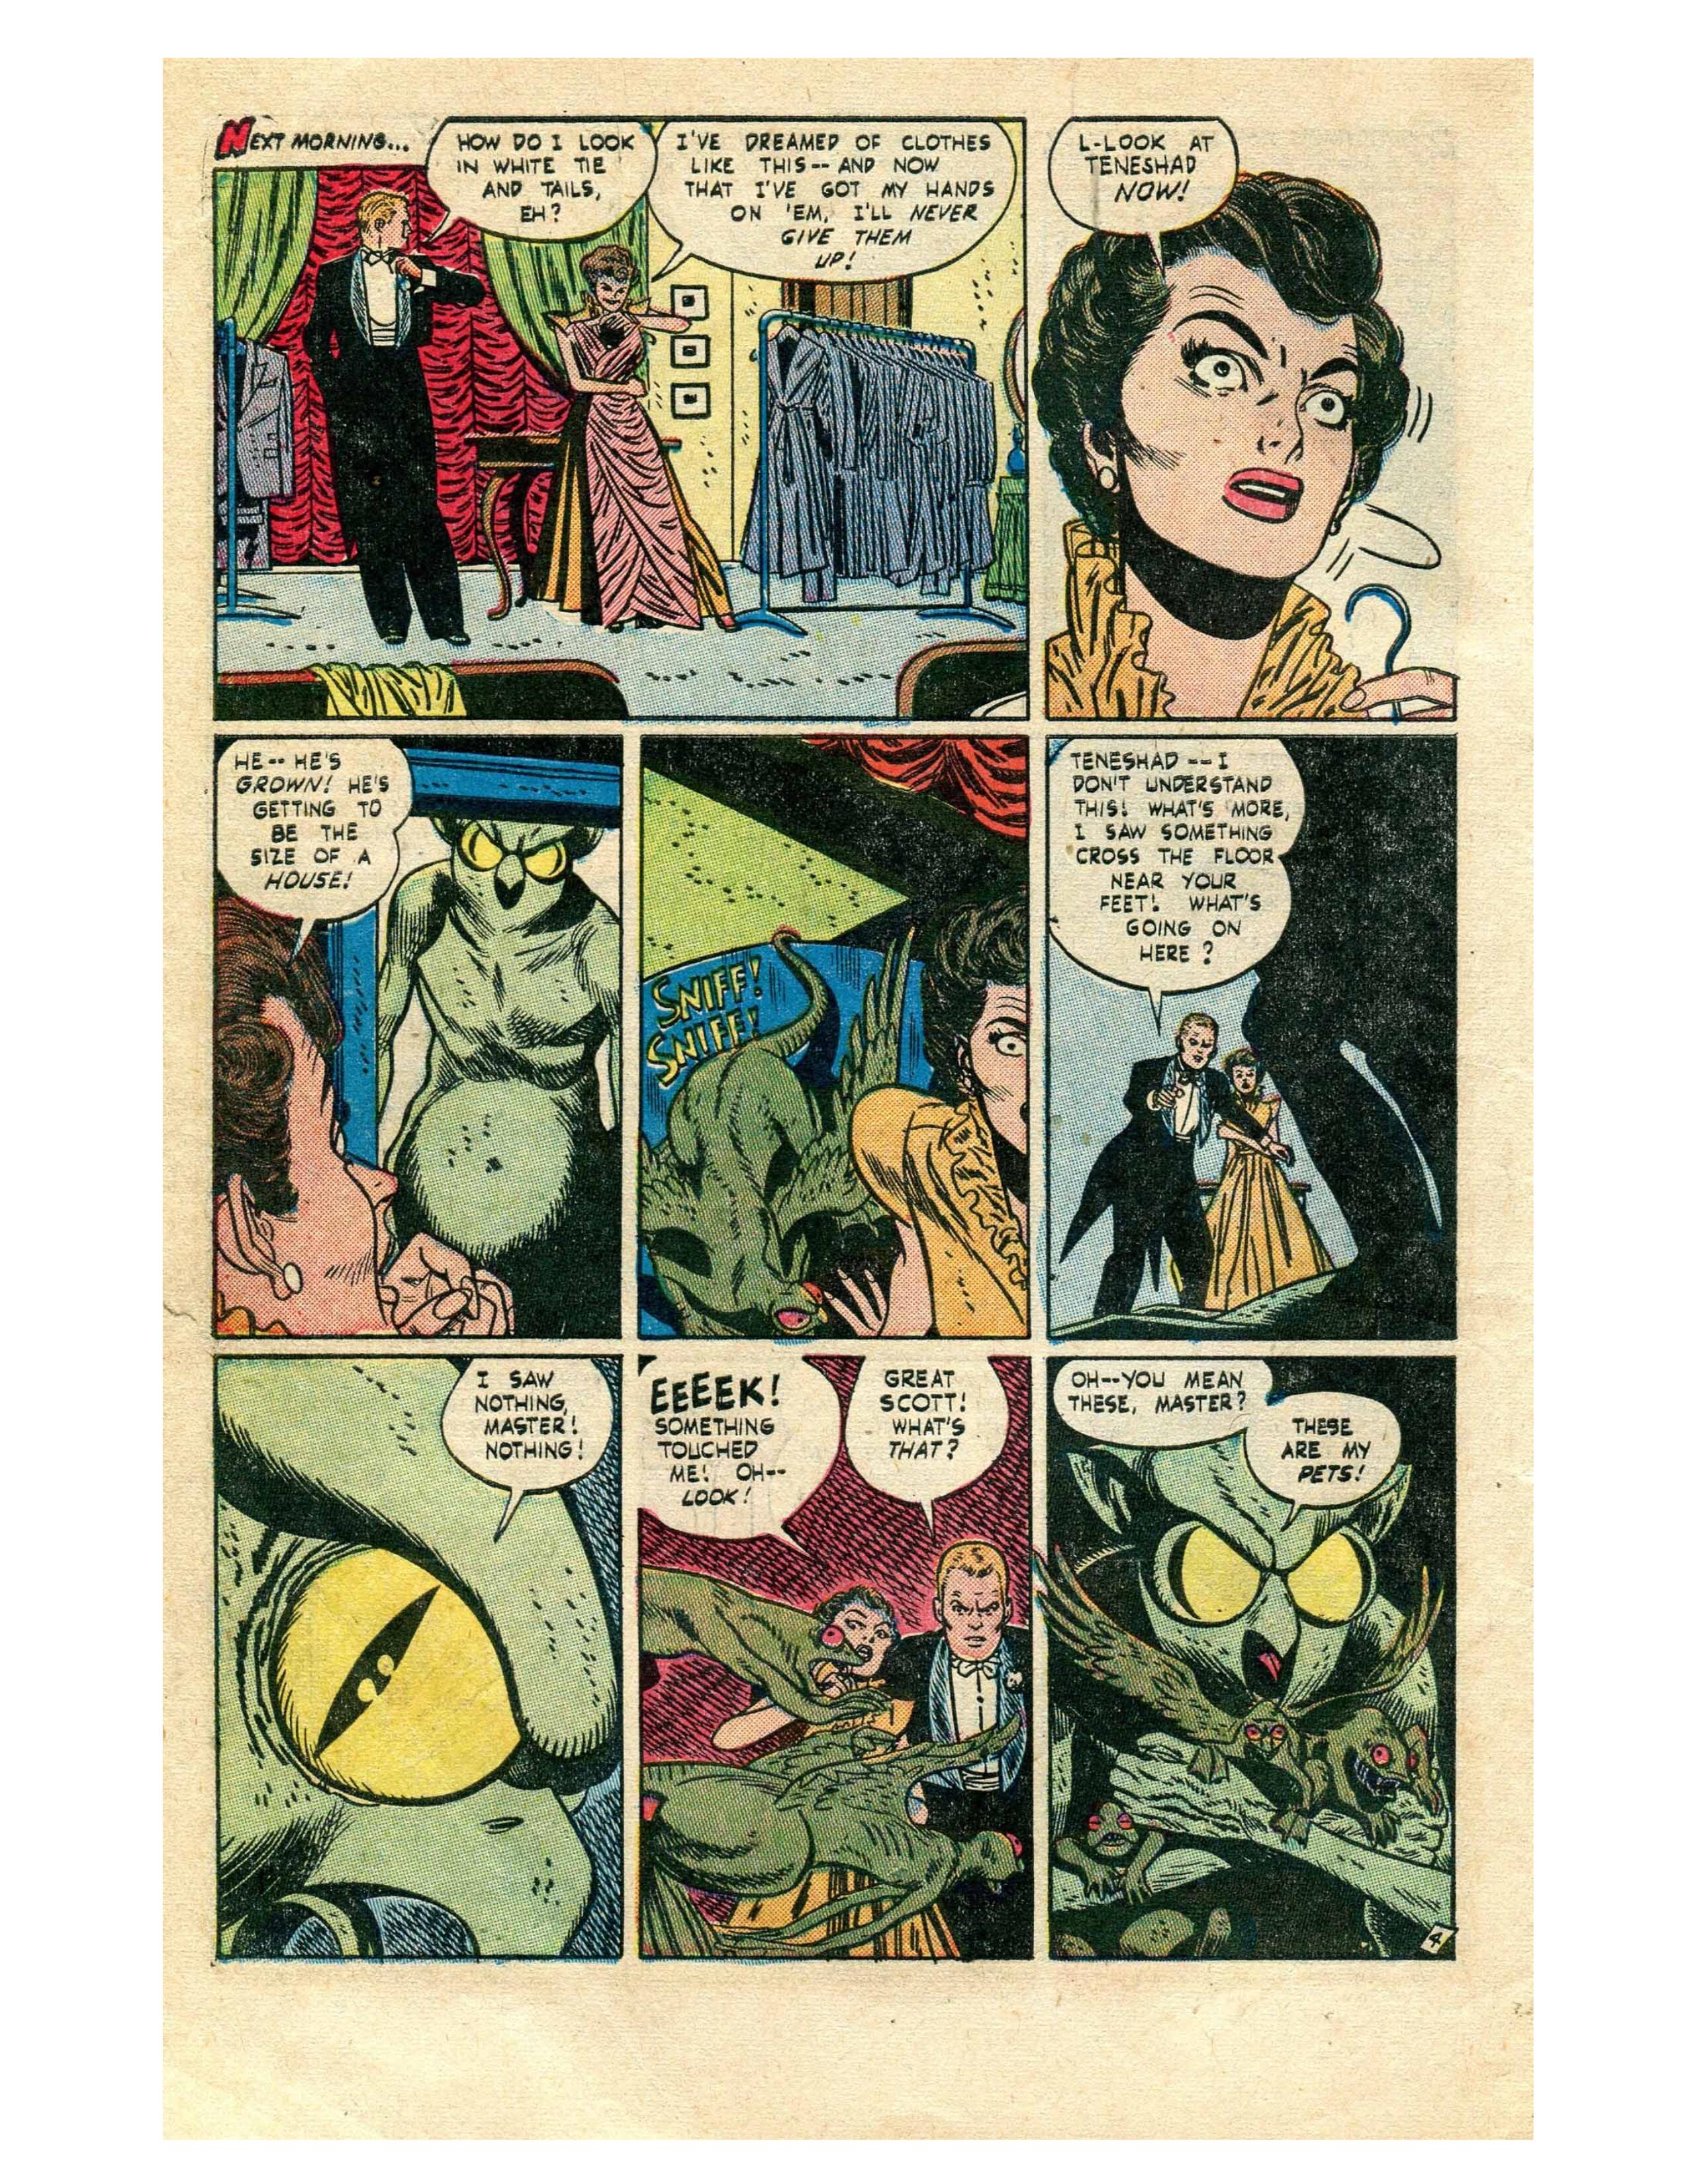 NEXT MORNING...
HOW DO I LOOK
IN WHITE TIE
AND TAILS,
EH?
I'VE DREAMED OF CLOTHES
LIKE THIS -- AND NOW
THAT I'VE GOT MY HANDS
ON 'EM, I'LL NEVER
GIVE THEM
UP!
L-LOOK AT
TENESHAD
NOW!
HE -- HE'S
GROWN! HE'S
GETTING TO
BE THE
SIZE OF A
HOUSE!
SNIFF!
SNIFF!
TENESHAD -- I
DON'T UNDERSTAND
THIS! WHAT'S MORE,
I SAW SOMETHING
CROSS THE FLOOR
NEAR YOUR
FEET! WHAT'S
GOING ON
HERE?
I SAW
NOTHING,
MASTER!
NOTHING!
EEEEK!
SOMETHING
TOUCHED
ME! OH--
LOOK!
GREAT
SCOTT!
WHAT'S
THAT?
OH--YOU MEAN
THESE, MASTER?
THESE
ARE MY
PETS!
4